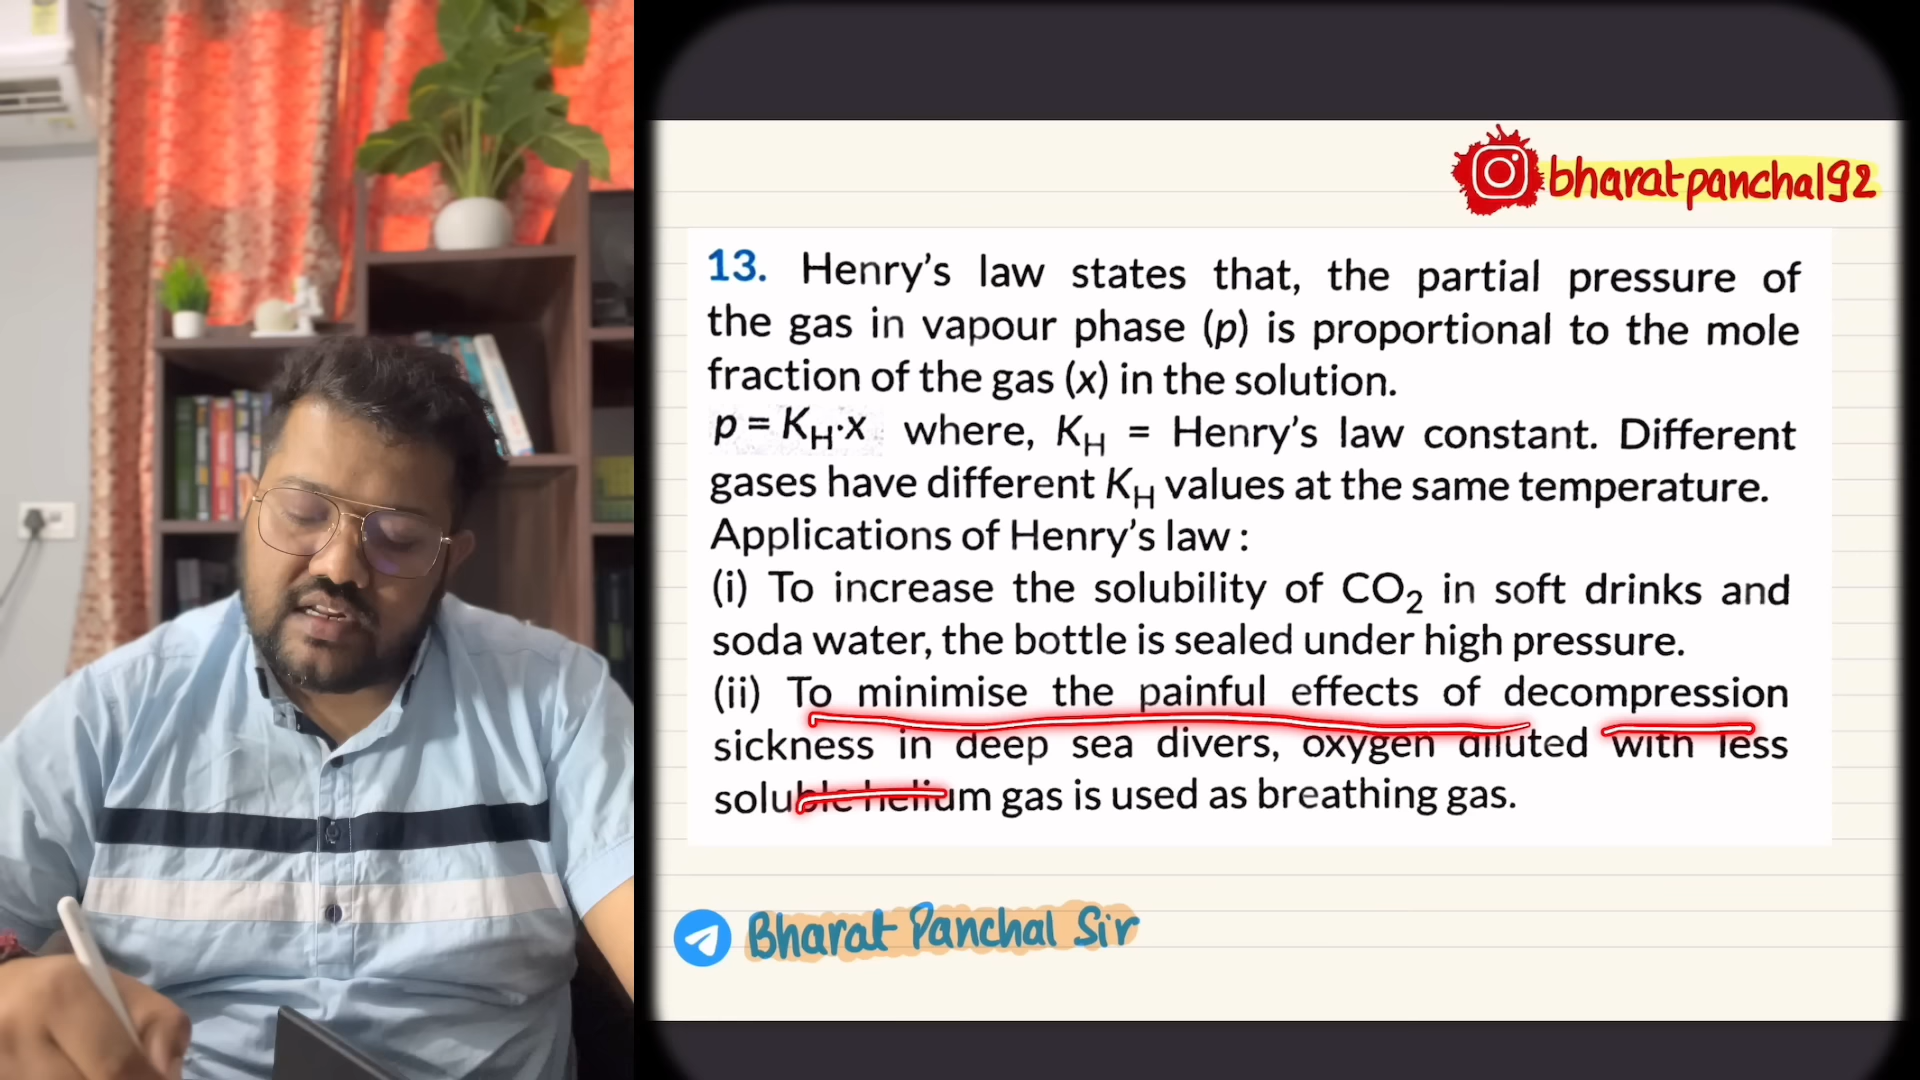 bharatpanchal92
13. Henry's law states that, the partial pressure of
the gas in vapour phase (p) is proportional to the mole
fraction of the gas (x) in the solution.
p = K_H·x where, K_H = Henry's law constant. Different
gases have different K_H values at the same temperature.
Applications of Henry's law :
(i) To increase the solubility of CO₂ in soft drinks and
soda water, the bottle is sealed under high pressure.
(ii) To minimise the painful effects of decompression
sickness in deep sea divers, oxygen diluted with less
soluble helium gas is used as breathing gas.
Bharat Panchal Sir